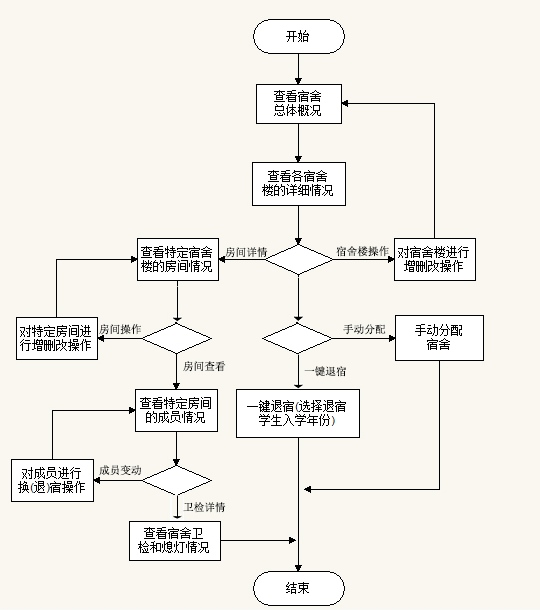 开始
查看宿舍
总体概况
查看各宿舍
楼的详细情况
查看特定宿舍
楼的房间情况
房间详情
宿舍楼操作
对宿舍楼进行
增删改操作
对特定房间进
行增删改操作
房间操作
手动分配
手动分配
宿舍
房间查看
一键退宿
查看特定房间
的成员情况
一键退宿(选择退宿
学生入学年份)
对成员进行
换(退)宿操作
成员变动
卫检详情
查看宿舍卫
检和熄灯情况
结束